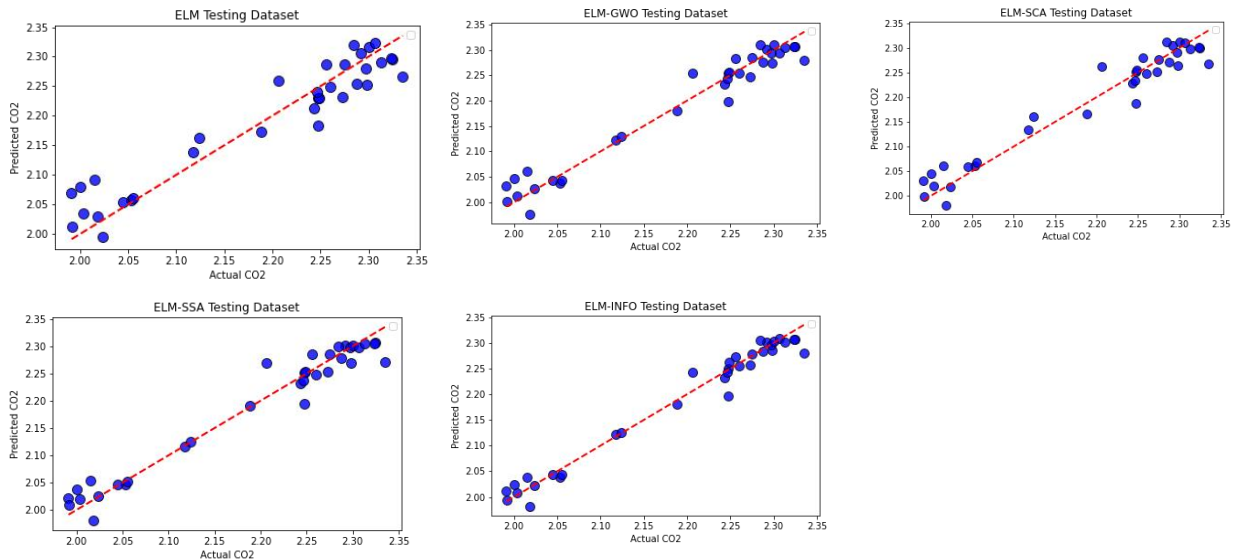 ELM Testing Dataset
2.35
2.30
2.25
2.20
2.15
2.10
2.05
2.00
Predicted CO2
2.00 2.05 2.10 2.15 2.20 2.25 2.30 2.35
Actual CO2
ELM-GWO Testing Dataset
2.35
2.30
2.25
2.20
2.15
2.10
2.05
2.00
Predicted CO2
2.00 2.05 2.10 2.15 2.20 2.25 2.30 2.35
Actual CO2
ELM-SCA Testing Dataset
2.35
2.30
2.25
2.20
2.15
2.10
2.05
2.00
Predicted CO2
2.00 2.05 2.10 2.15 2.20 2.25 2.30 2.35
Actual CO2
ELM-SSA Testing Dataset
2.35
2.30
2.25
2.20
2.15
2.10
2.05
2.00
Predicted CO2
2.00 2.05 2.10 2.15 2.20 2.25 2.30 2.35
Actual CO2
ELM-INFO Testing Dataset
2.35
2.30
2.25
2.20
2.15
2.10
2.05
2.00
Predicted CO2
2.00 2.05 2.10 2.15 2.20 2.25 2.30 2.35
Actual CO2